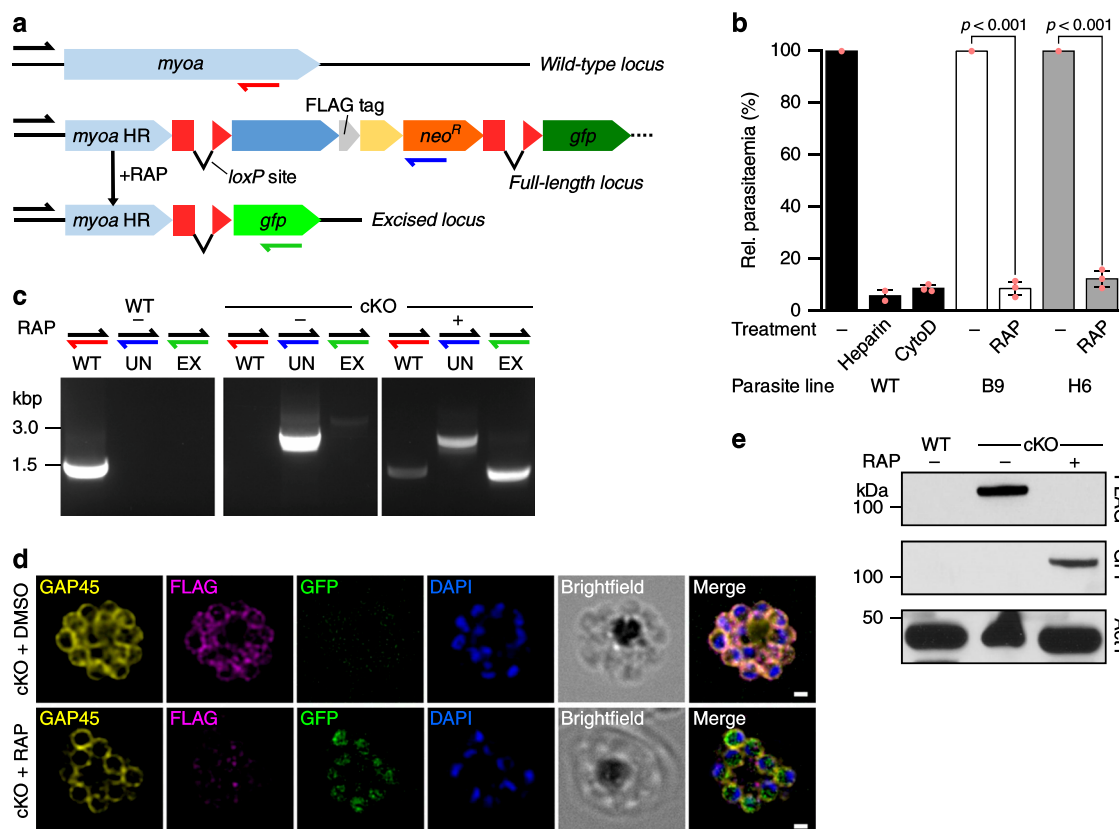 a
myoa
Wild-type locus
FLAG tag
myoa HR
neoR
gfp
+RAP
loxP site
Full-length locus
myoa HR
gfp
Excised locus
b
p < 0.001 p < 0.001
Rel. parasitaemia (%)
100
80
60
40
20
0
Treatment – Heparin CytoD – RAP – RAP
Parasite line WT B9 H6
c
WT cKO
RAP – – +
WT UN EX WT UN EX WT UN EX
kbp
3.0
1.5
d
cKO + DMSO
GAP45 FLAG GFP DAPI Brightfield Merge
cKO + RAP
GAP45 FLAG GFP DAPI Brightfield Merge
e
WT cKO
RAP – – +
kDa
100
100
50